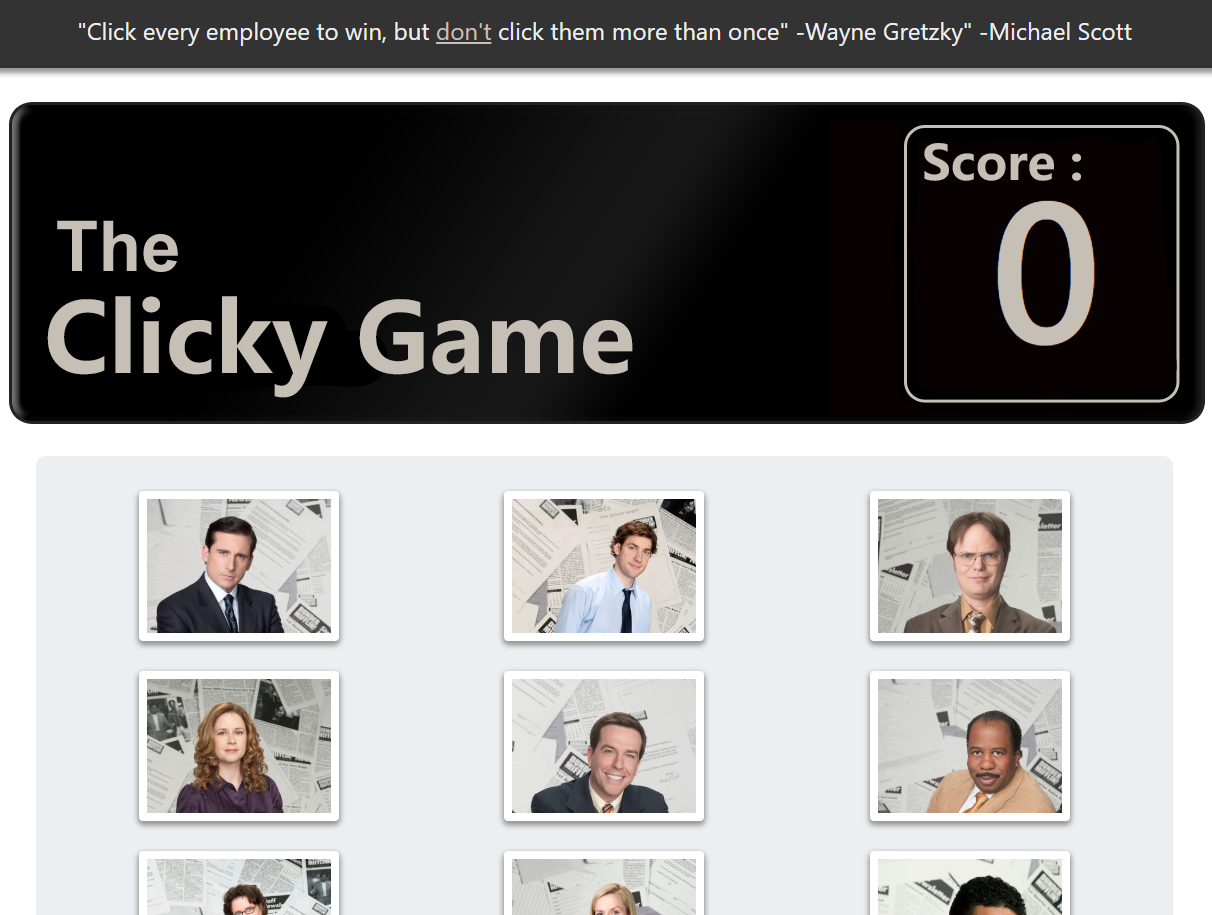 "Click every employee to win, but don't click them more than once" -Wayne Gretzky" -Michael Scott
Score :
0
The
Clicky Game